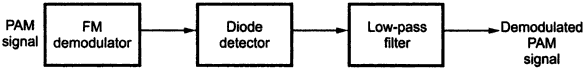 PAM
signal
FM
demodulator
Diode
detector
Low-pass
filter
Demodulated
PAM
signal